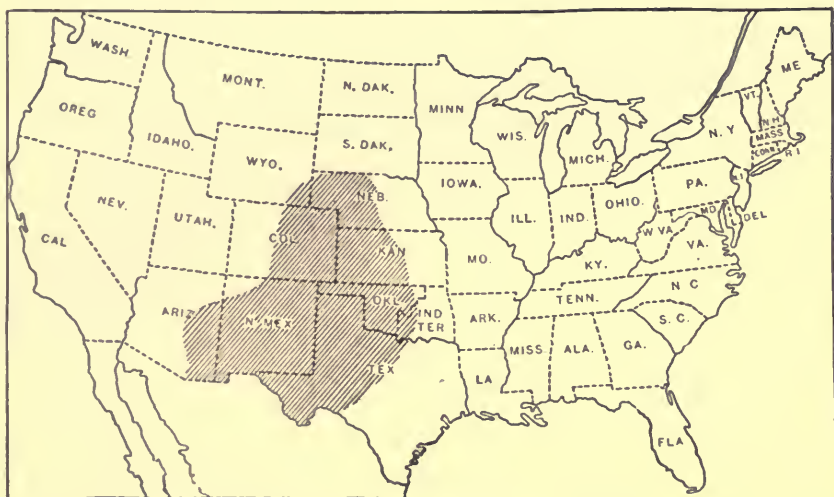 WASH
MONT.
N. DAK.
MINN
ME
VT.
N.H
OREG
IDAHO.
S. DAK.
WIS.
MICH.
N.Y
MASS
CONN
R I
WYO.
NEV.
UTAH.
NEB.
IOWA.
PA.
N.J
CAL
COL
KAN
ILL.
IND.
OHIO.
W VA
MD
DEL
MO.
KY.
VA.
ARIZ
N. MEX
OKL
IND
TER
ARK.
TENN.
N C
S. C.
TEX
LA
MISS
ALA.
GA.
FLA